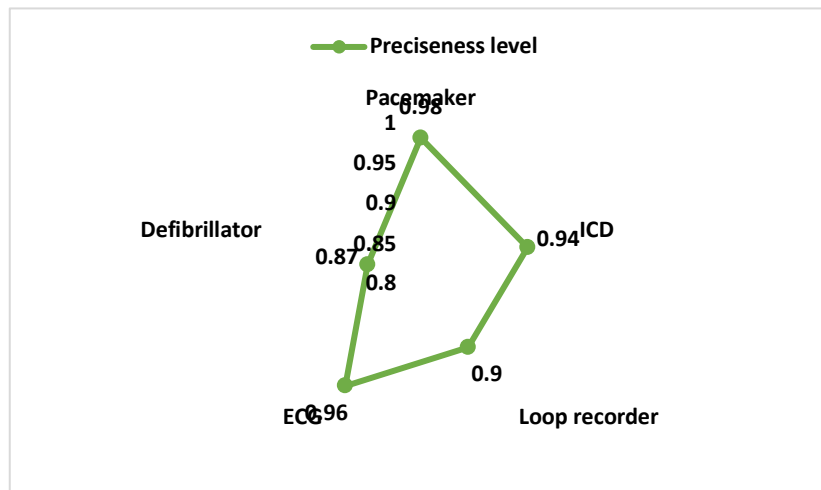 Preciseness level
Pacemaker
0.98
1
0.95
0.9
0.85
0.8
Defibrillator
0.87
0.94
ICD
0.9
ECG
0.96
Loop recorder